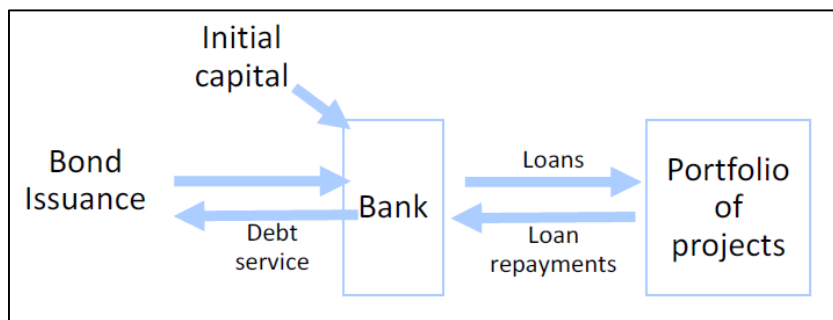 Initial
capital
Bond
Issuance
Debt
service
Bank
Loans
Loan
repayments
Portfolio
of
projects